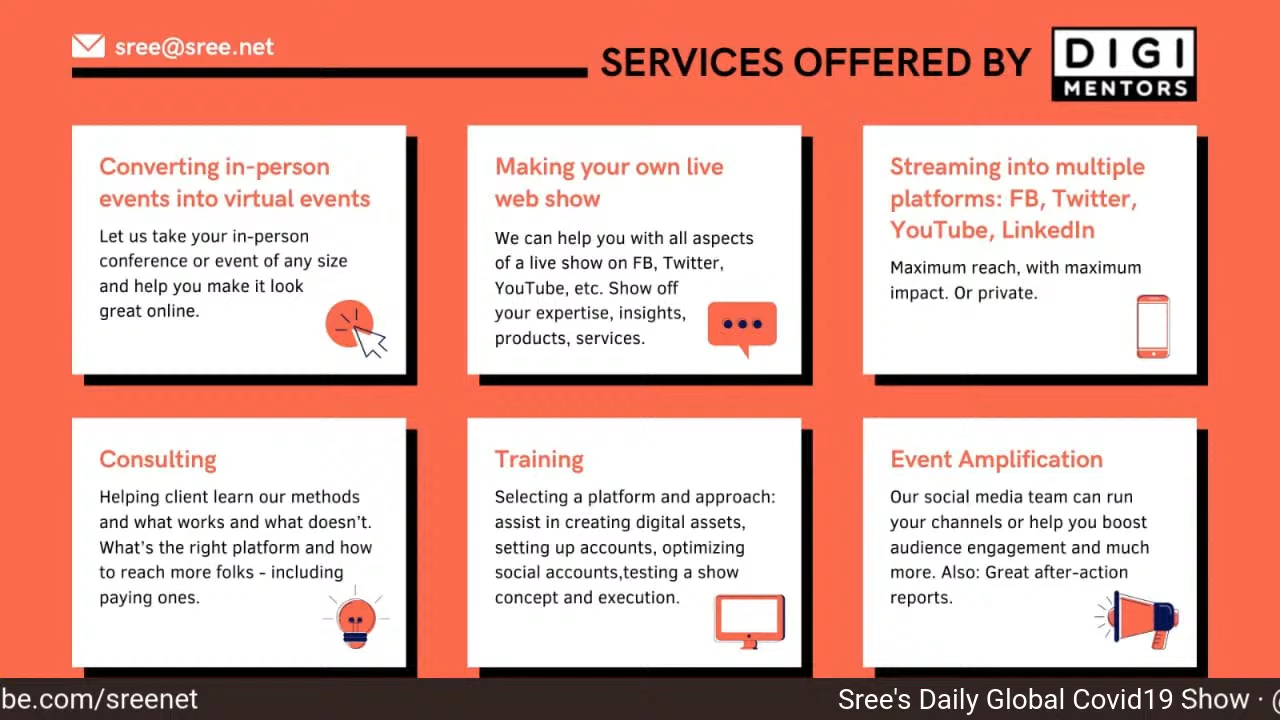 sree@sree.net
SERVICES OFFERED BY
DIGI
MENTORS
Converting in-person
events into virtual events
Let us take your in-person
conference or event of any size
and help you make it look
great online.
Making your own live
web show
We can help you with all aspects
of a live show on FB, Twitter,
YouTube, etc. Show off
your expertise, insights,
products, services.
Streaming into multiple
platforms: FB, Twitter,
YouTube, LinkedIn
Maximum reach, with maximum
impact. Or private.
Consulting
Helping client learn our methods
and what works and what doesn't.
What's the right platform and how
to reach more folks - including
paying ones.
Training
Selecting a platform and approach:
assist in creating digital assets,
setting up accounts, optimizing
social accounts,testing a show
concept and execution.
Event Amplification
Our social media team can run
your channels or help you boost
audience engagement and much
more. Also: Great after-action
reports.
be.com/sreenet
Sree's Daily Global Covid19 Show · @